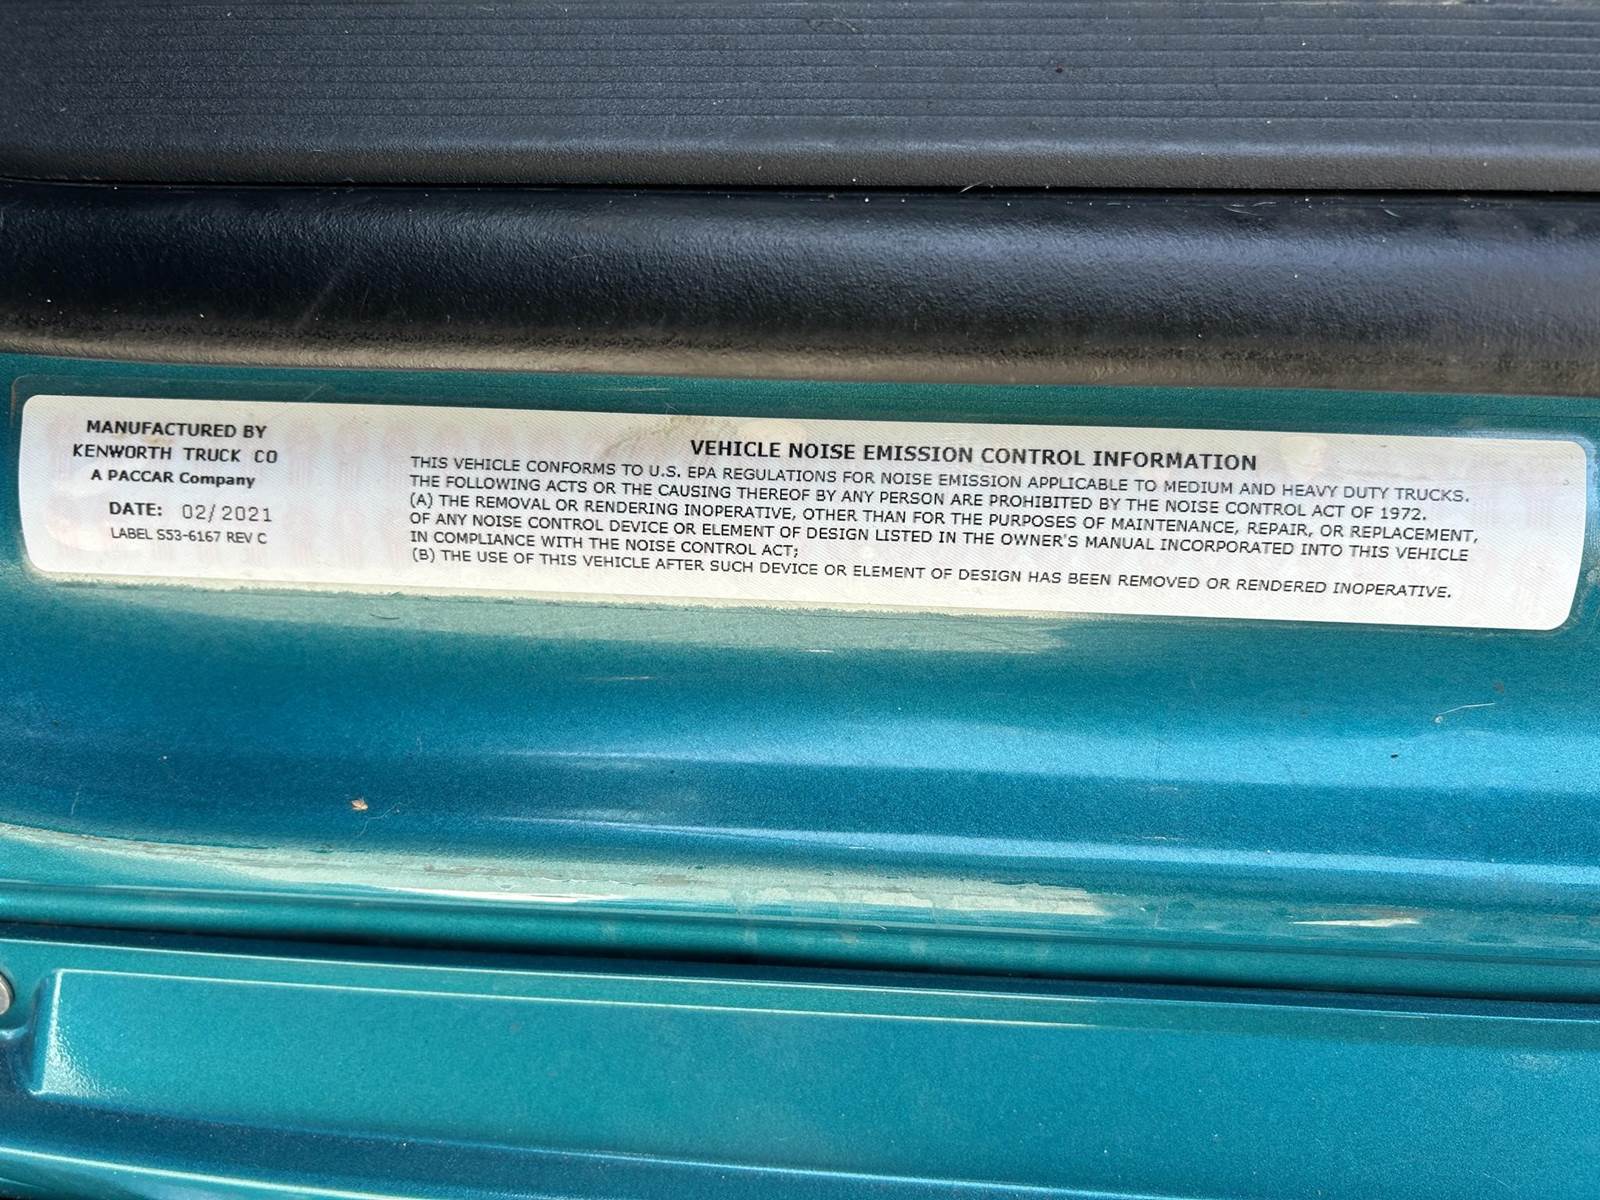 MANUFACTURED BY
KENWORTH TRUCK CO
A PACCAR Company
DATE: 02/2021
LABEL S53-6167 REV C
VEHICLE NOISE EMISSION CONTROL INFORMATION
THIS VEHICLE CONFORMS TO U.S. EPA REGULATIONS FOR NOISE EMISSION APPLICABLE TO MEDIUM AND HEAVY DUTY TRUCKS.
THE FOLLOWING ACTS OR THE CAUSING THEREOF BY ANY PERSON ARE PROHIBITED BY THE NOISE CONTROL ACT OF 1972.
(A) THE REMOVAL OR RENDERING INOPERATIVE, OTHER THAN FOR THE PURPOSES OF MAINTENANCE, REPAIR, OR REPLACEMENT,
OF ANY NOISE CONTROL DEVICE OR ELEMENT OF DESIGN LISTED IN THE OWNER'S MANUAL INCORPORATED INTO THIS VEHICLE
IN COMPLIANCE WITH THE NOISE CONTROL ACT;
(B) THE USE OF THIS VEHICLE AFTER SUCH DEVICE OR ELEMENT OF DESIGN HAS BEEN REMOVED OR RENDERED INOPERATIVE.